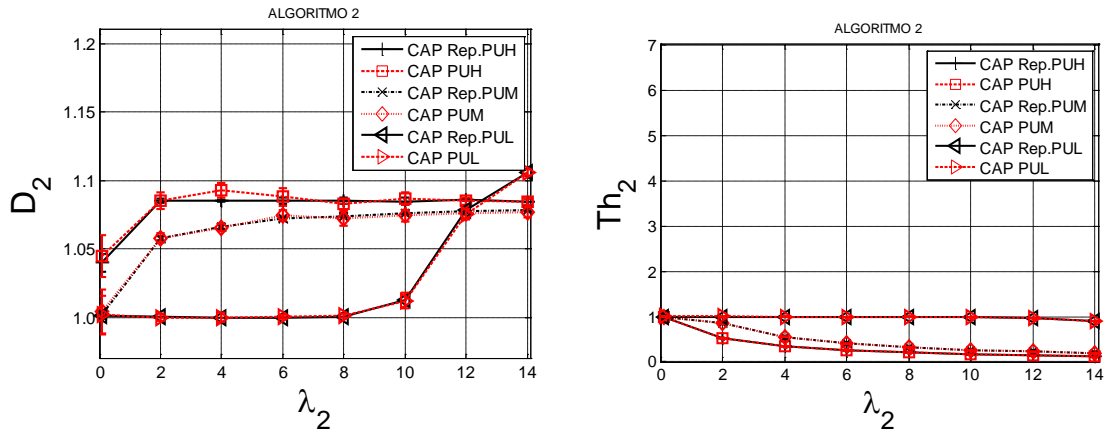 ALGORITMO 2
1.2
1.15
1.1
1.05
1.0
D2
0 2 4 6 8 10 12 14
λ2
CAP Rep.PUH
CAP PUH
CAP Rep.PUM
CAP PUM
CAP Rep.PUL
CAP PUL
ALGORITMO 2
7
6
5
4
3
2
1
0
Th2
0 2 4 6 8 10 12 14
λ2
CAP Rep.PUH
CAP PUH
CAP Rep.PUM
CAP PUM
CAP Rep.PUL
CAP PUL